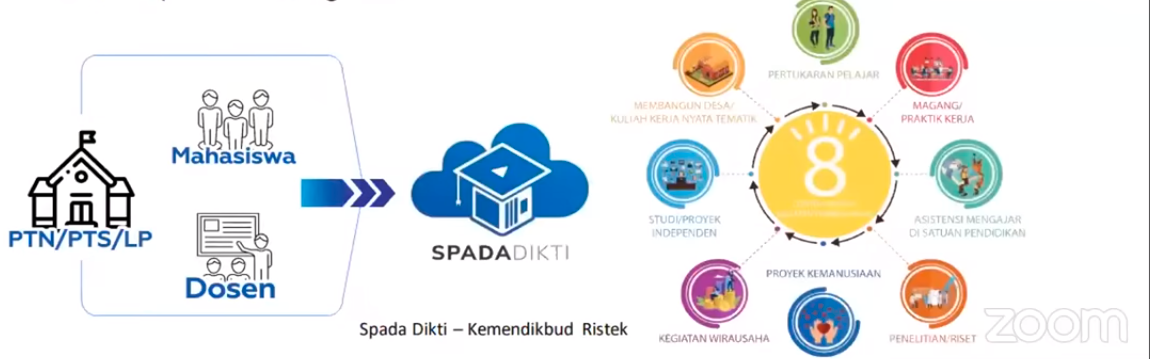 Mahasiswa
PTN/PTS/LP
Dosen
SPADADIKTI
Spada Dikti – Kemendikbud Ristek
PERTUKARAN PELAJAR
MEMBANGUN DESA/
KULIAH KERJA NYATA TEMATIK
MAGANG/
PRAKTIK KERJA
8
STUDI/PROYEK
INDEPENDEN
ASISTENSI MENGAJAR
DI SATUAN PENDIDIKAN
PROYEK KEMANUSIAAN
KEGIATAN WIRAUSAHA
PENELITIAN/RISET
zoom